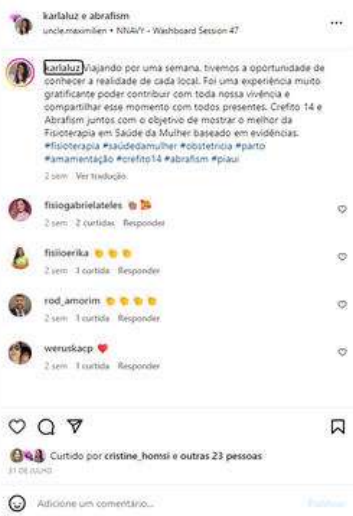 karlaluz e abrafism
uncle.maximilien • NNAVY - Washboard Session 47
karlaluz Viajando por uma semana, tivemos a oportunidade de
conhecer a realidade de cada local. Foi uma experiência muito
gratificante poder contribuir com toda nossa vivência e
compartilhar esse momento com todos presentes. Crefito 14 e
Abrafism juntos com o objetivo de mostrar o melhor da
Fisioterapia em Saúde da Mulher baseado em evidências.
#fisioterapia #saúdedamulher #obstetricia #parto
#amamentação #crefito14 #abrafism #piauí
2 sem Ver tradução
fisiogabrielateles
2 sem 2 curtidas Responder
fisiioerika
2 sem 1 curtida Responder
rod_amorim
2 sem 1 curtida Responder
weruskacp
2 sem 1 curtida Responder
Curtido por cristine_homsi e outras 23 pessoas
31 DE JULHO
Adicione um comentário...
Publicar